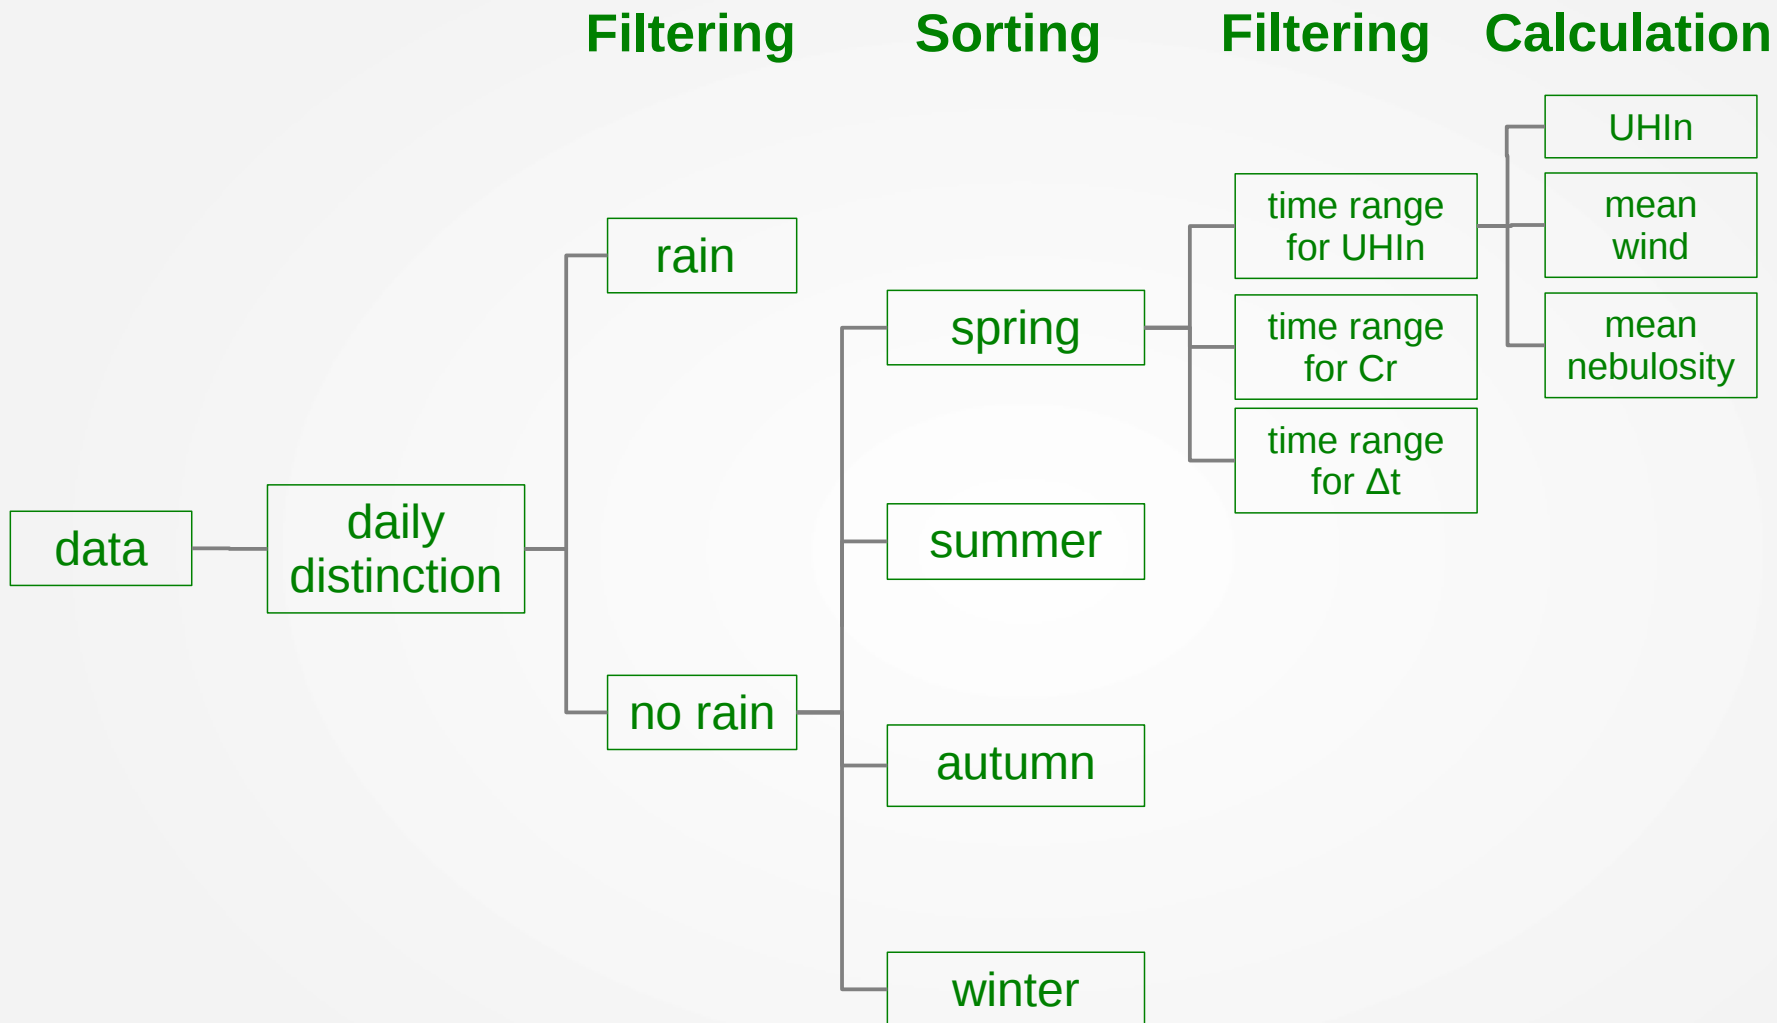 Filtering Sorting Filtering Calculation
data
daily
distinction
rain
no rain
spring
summer
autumn
winter
time range
for UHIn
time range
for Cr
time range
for Δt
UHIn
mean
wind
mean
nebulosity